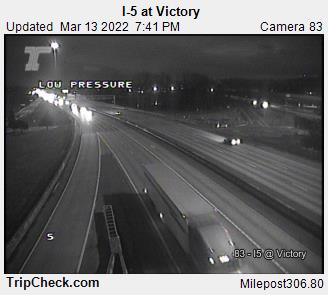 I-5 at Victory
Updated Mar 13 2022 7:41 PM Camera 83
T
LOW PRESSURE
S
83 - I5 @ Victory
TripCheck.com Milepost306.80